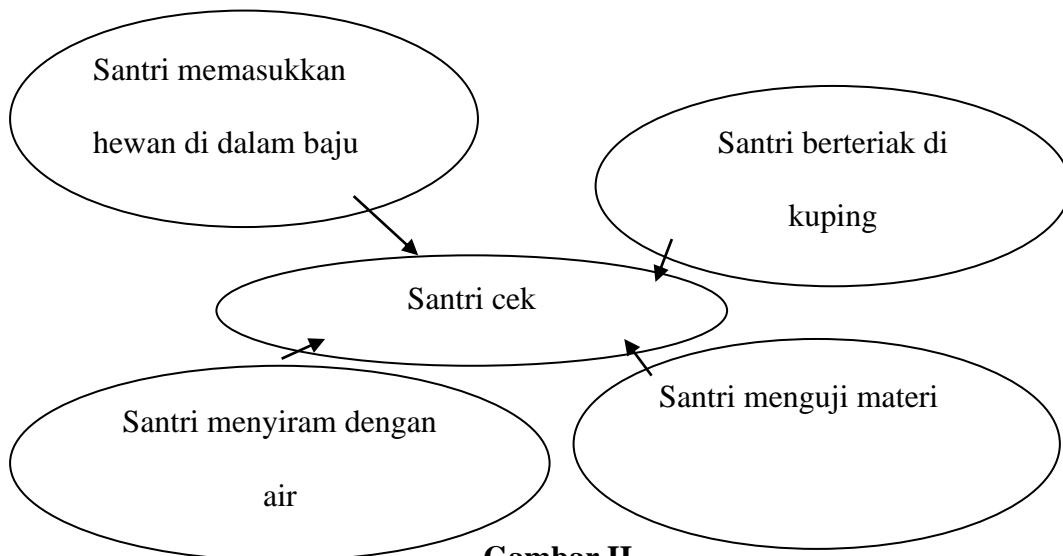 Santri memasukkan
hewan di dalam baju
Santri berteriak di
kuping
Santri cek
Santri menyiram dengan
air
Santri menguji materi
Gambar II